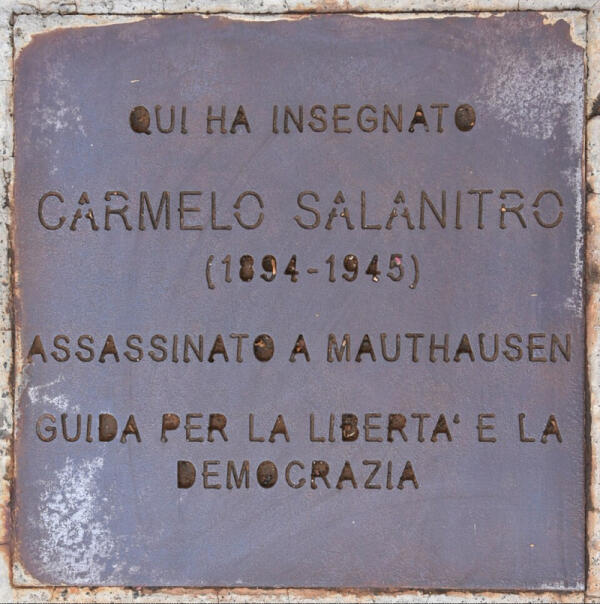 QUI HA INSEGNATO
CARMELO SALANITRO
(1894-1945)
ASSASSINATO A MAUTHAUSEN
GUIDA PER LA LIBERTA' E LA
DEMOCRAZIA